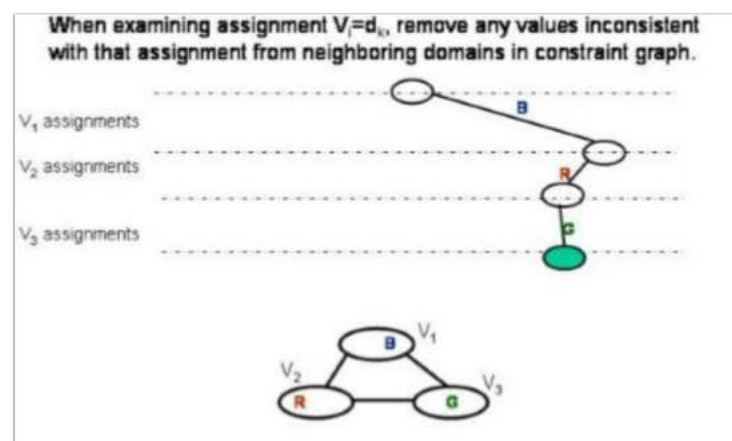 When examining assignment Vᵢ=dₖ, remove any values inconsistent
with that assignment from neighboring domains in constraint graph.
B
V₁ assignments
V₂ assignments
R
V₃ assignments
G
B V₁
V₂
V₃
R
G